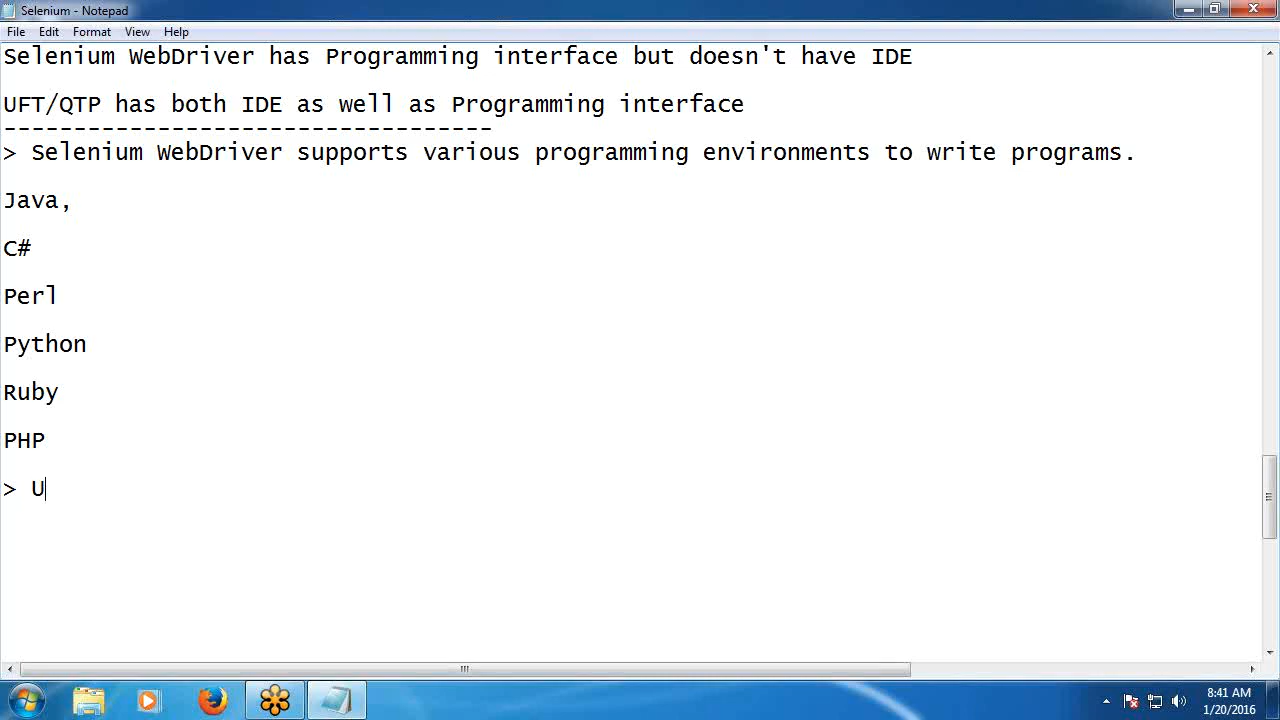 Selenium - Notepad
File Edit Format View Help
Selenium WebDriver has Programming interface but doesn't have IDE
UFT/QTP has both IDE as well as Programming interface
-----------------------------------
> Selenium WebDriver supports various programming environments to write programs.
Java,
C#
Perl
Python
Ruby
PHP
> U
8:41 AM
1/20/2016